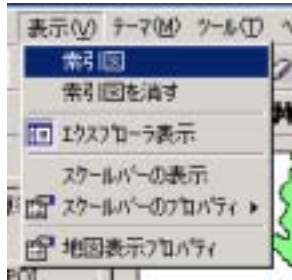 表示(V) テーマ(M) ツール(T)
索引図
索引図を消す
エクスプローラ表示
スケールバーの表示
スケールバーのプロパティ
地図表示プロパティ